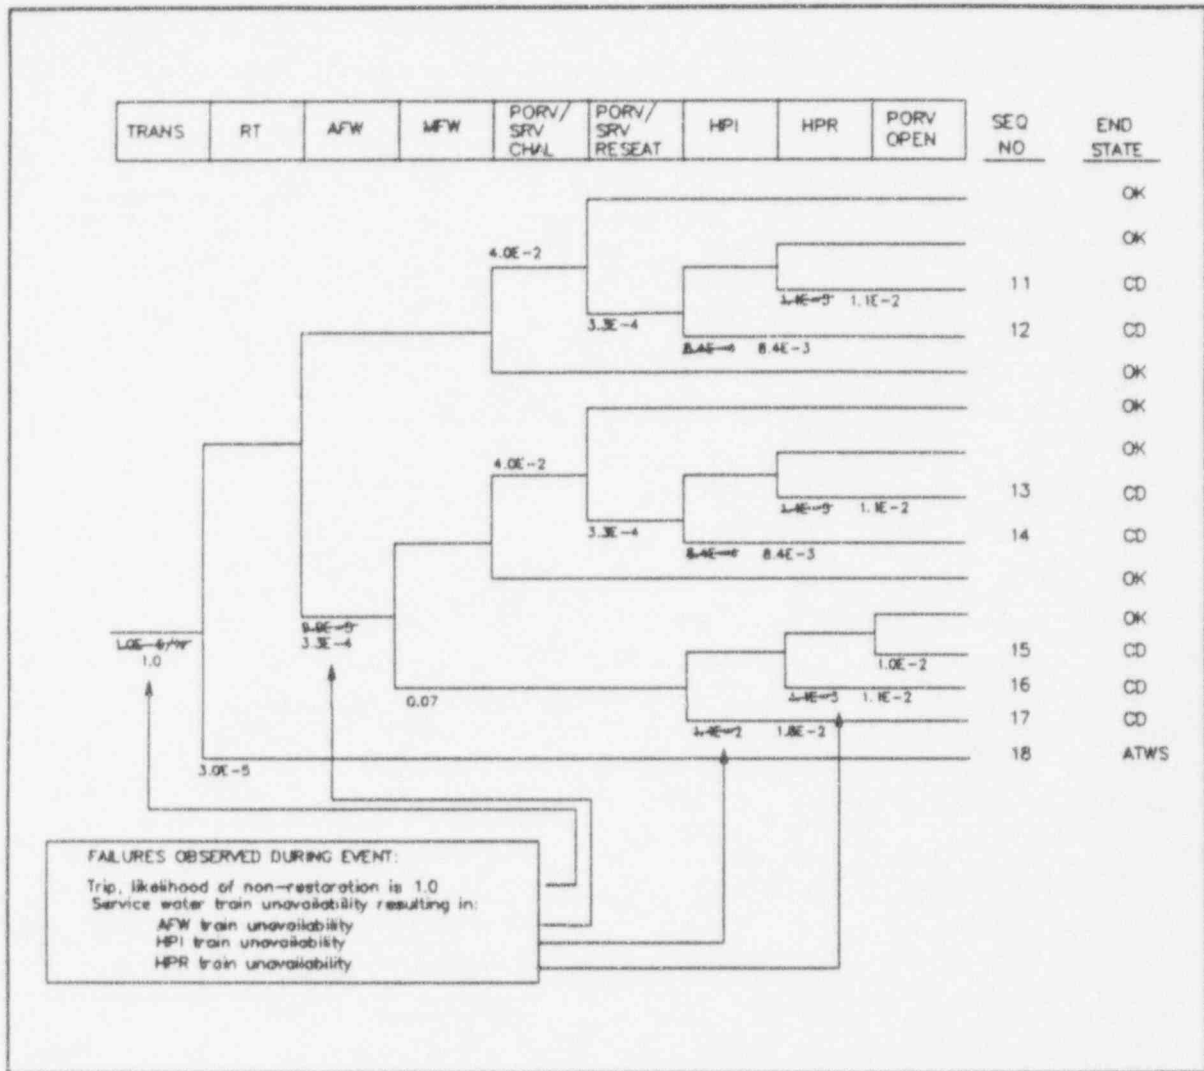 TRANS RT AFW MFW PORV/ SRV CHAL PORV/ SRV RESEAT HPI HPR PORV OPEN SEQ NO END STATE
OK
4.0E-2
OK
11 CD
1.1E-2
3.3E-4
12 CD
8.4E-3
OK
OK
OK
4.0E-2
13 CD
1.1E-2
3.3E-4
14 CD
8.4E-3
OK
OK
3.3E-4
1.0
15 CD
1.0E-2
16 CD
0.07
1.1E-2
17 CD
18 ATWS
3.0E-5
FAILURES OBSERVED DURING EVENT:
Trip, likelihood of non-restoration is 1.0
Service water train unavailability resulting in:
AFW train unavailability
HPI train unavailability
HPR train unavailability